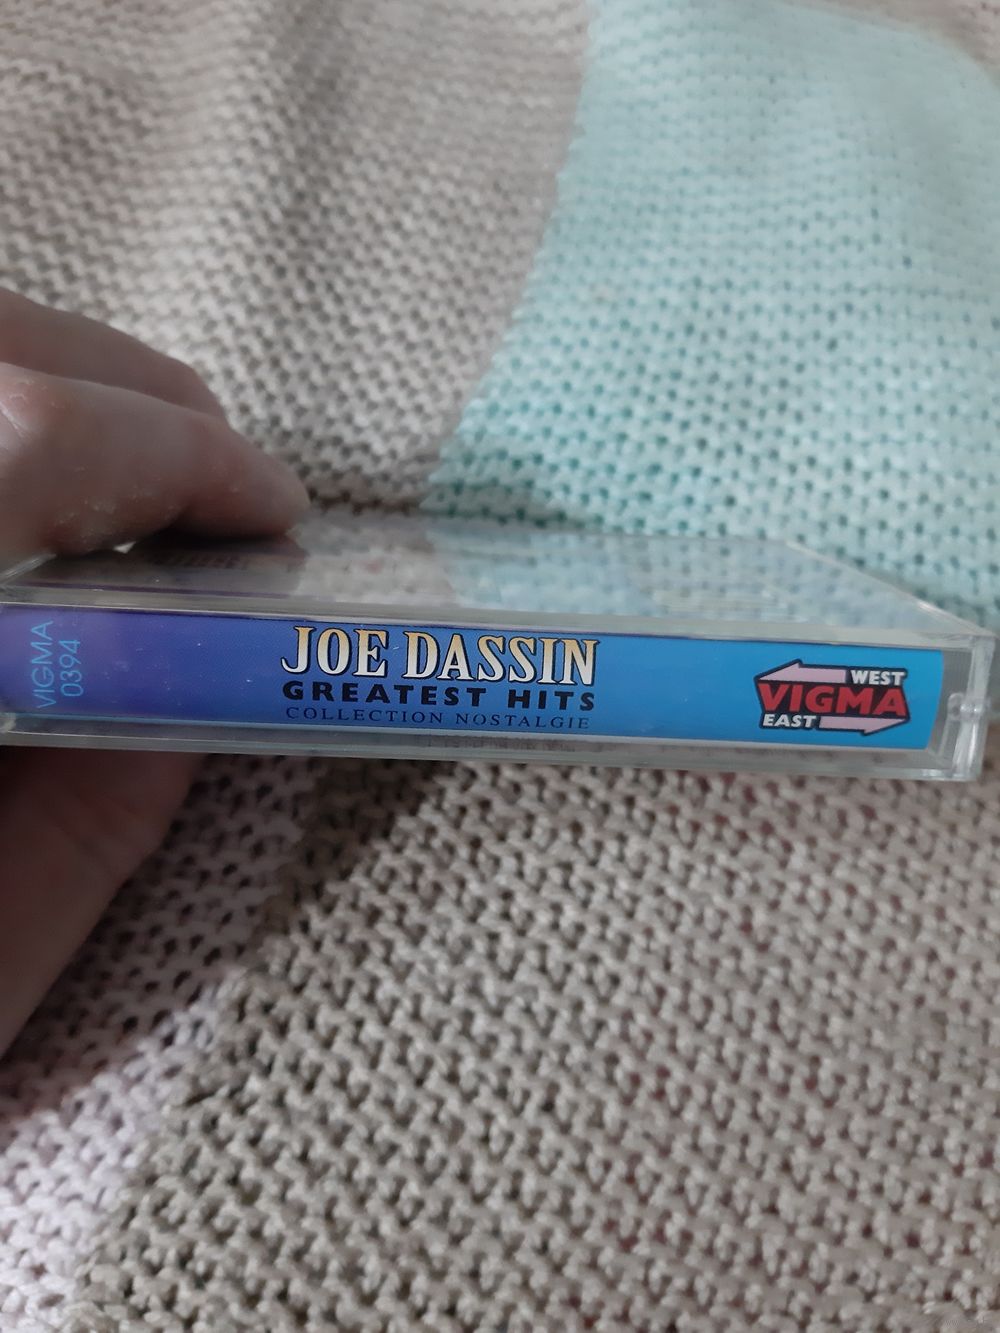 VIGMA
0394
JOE DASSIN
GREATEST HITS
COLLECTION NOSTALGIE
WEST
VIGMA
EAST